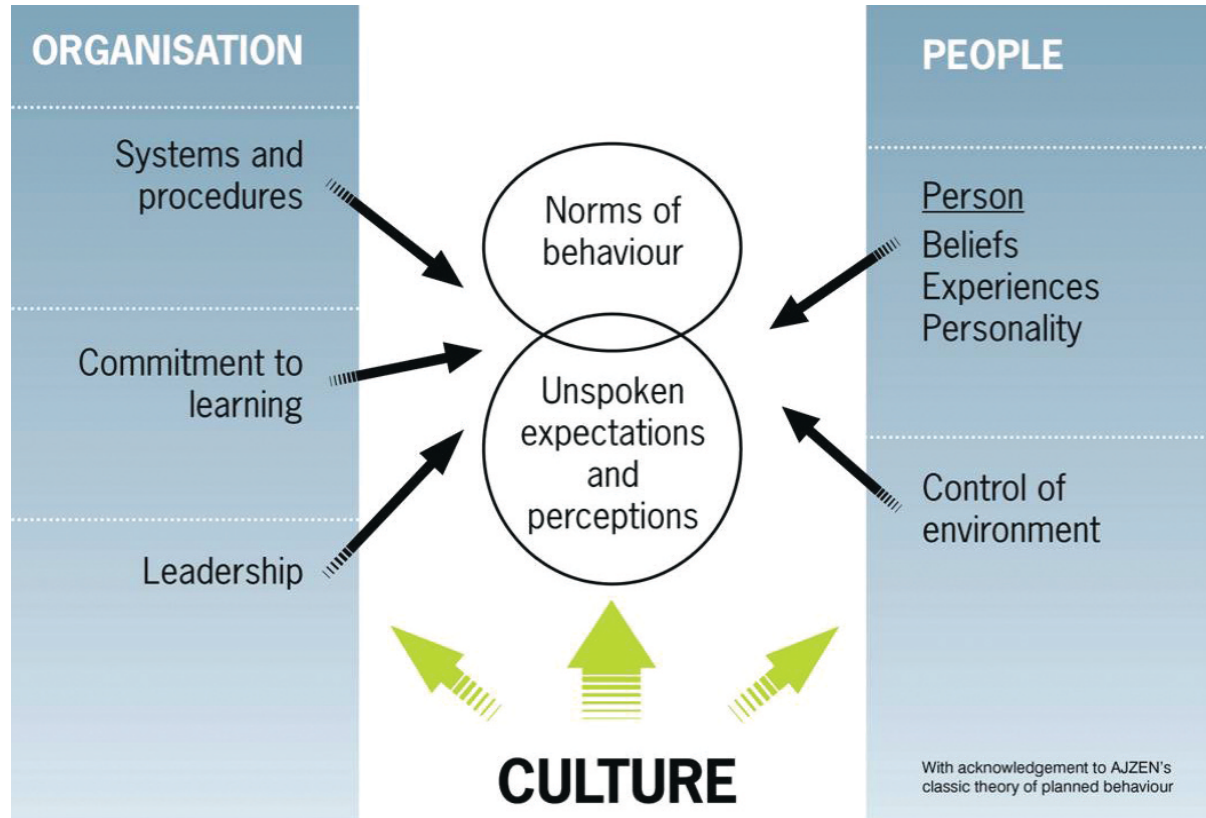 ORGANISATION
Systems and
procedures
Commitment to
learning
Leadership
Norms of
behaviour
Unspoken
expectations
and
perceptions
CULTURE
PEOPLE
Person
Beliefs
Experiences
Personality
Control of
environment
With acknowledgement to AJZEN's
classic theory of planned behaviour